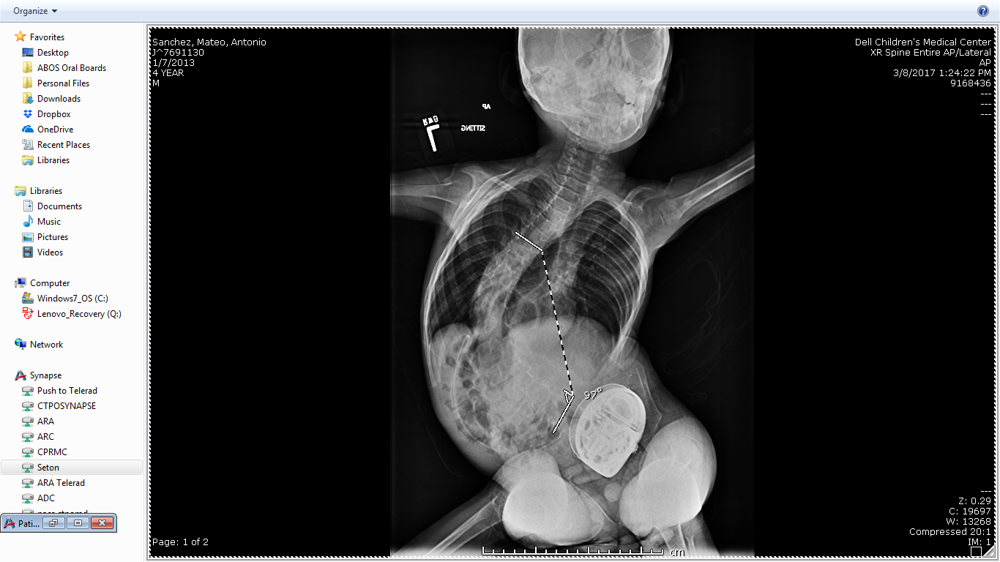 Organize
Favorites
Desktop
ABOS Oral Boards
Personal Files
Downloads
Dropbox
OneDrive
Recent Places
Libraries
Libraries
Documents
Music
Pictures
Videos
Computer
Windows7_OS (C:)
Lenovo_Recovery (Q:)
Network
Synapse
Push to Telerad
CTPOSYNAPSE
ARA
ARC
CPRMC
Seton
ARA Telerad
ADC
Pati...
Sanchez, Mateo, Antonio
J^7691130
1/7/2013
4 YEAR
M
Dell Children's Medical Center
XR Spine Entire AP/Lateral
AP
3/8/2017 1:24:22 PM
9168436
---
---
---
AP
SITTING
97°
---
Z: 0.29
C: 19697
W: 13268
Compressed 20:1
IM: 1
Page: 1 of 2
cm